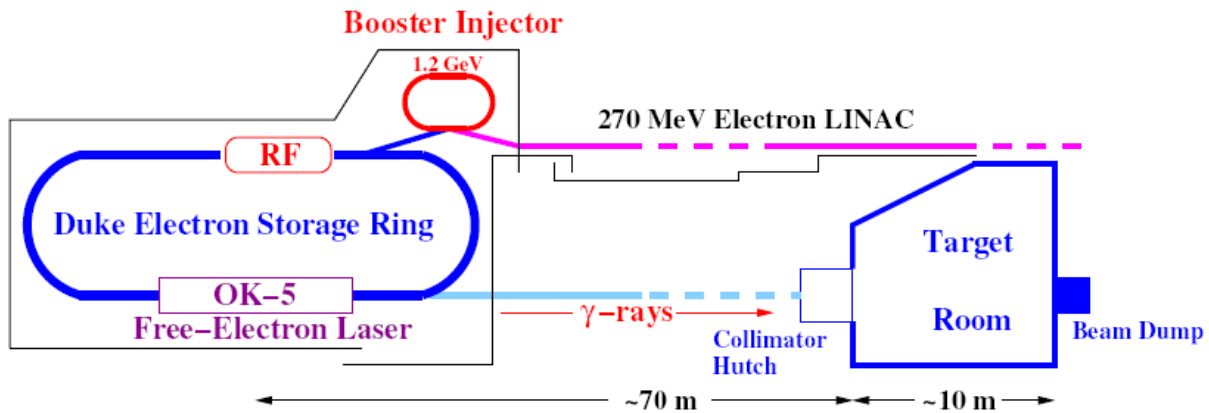 Booster Injector
1.2 GeV
270 MeV Electron LINAC
RF
Duke Electron Storage Ring
Target
Room
OK−5
Free−Electron Laser
γ−rays
Collimator
Hutch
Beam Dump
~70 m
~10 m